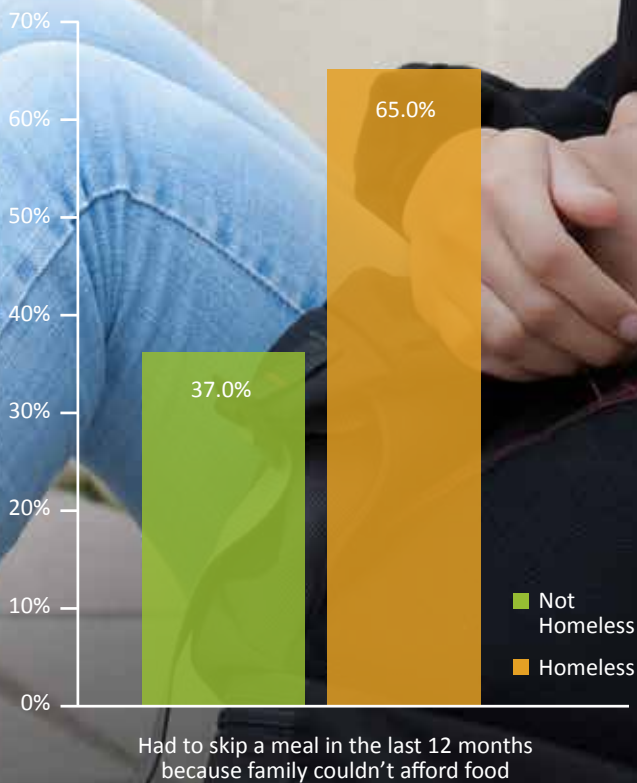 70%
60%
50%
40%
30%
20%
10%
0%
65.0%
37.0%
Not
Homeless
Homeless
Had to skip a meal in the last 12 months
because family couldn’t afford food